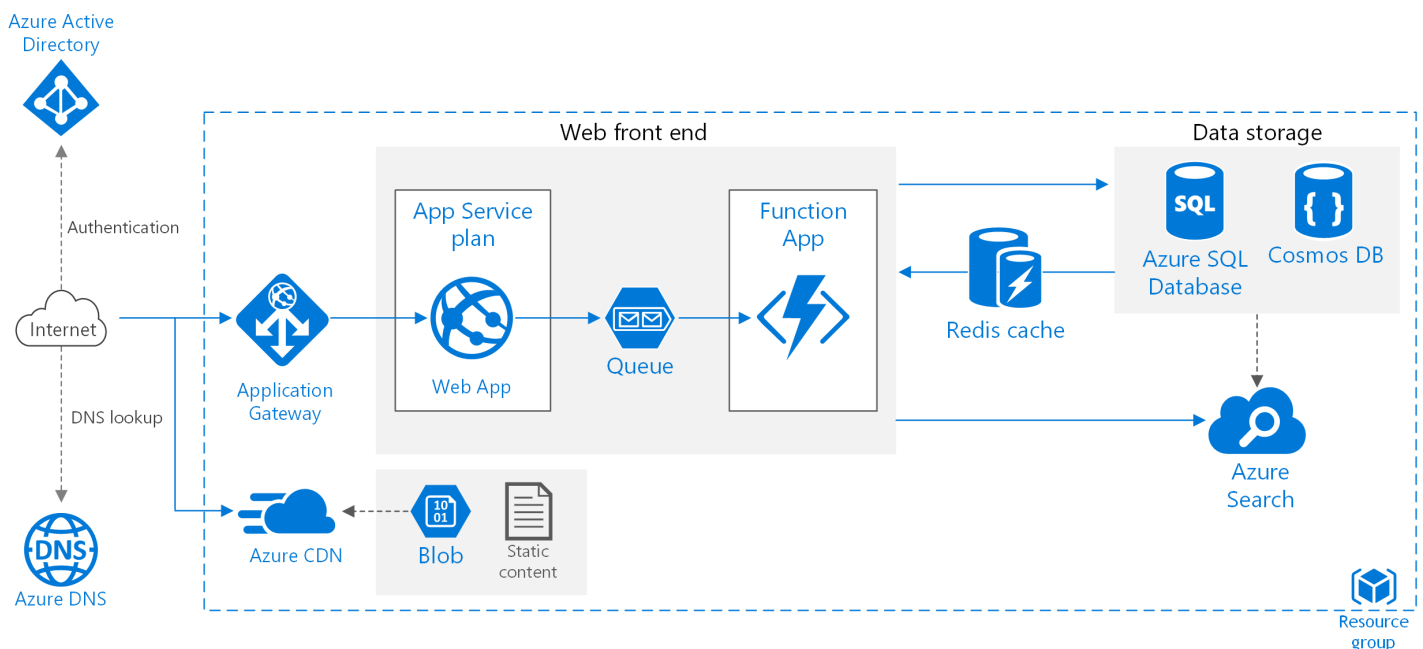 Azure Active
Directory
Authentication
Internet
DNS lookup
DNS
Azure DNS
Web front end
Data storage
Application
Gateway
App Service
plan
Web App
Queue
Function
App
Redis cache
SQL
Azure SQL
Database
{ }
Cosmos DB
Azure
Search
Azure CDN
10
01
Blob
Static
content
Resource
group